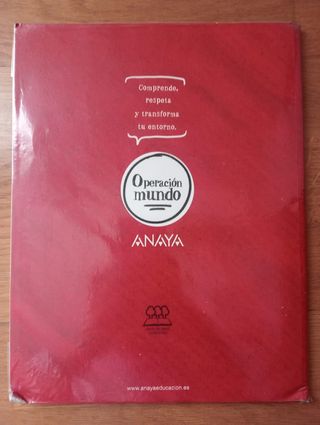 Comprende,
respeta
y transforma
tu entorno.
Operación
mundo
ANAYA
www.anayaeducacion.es